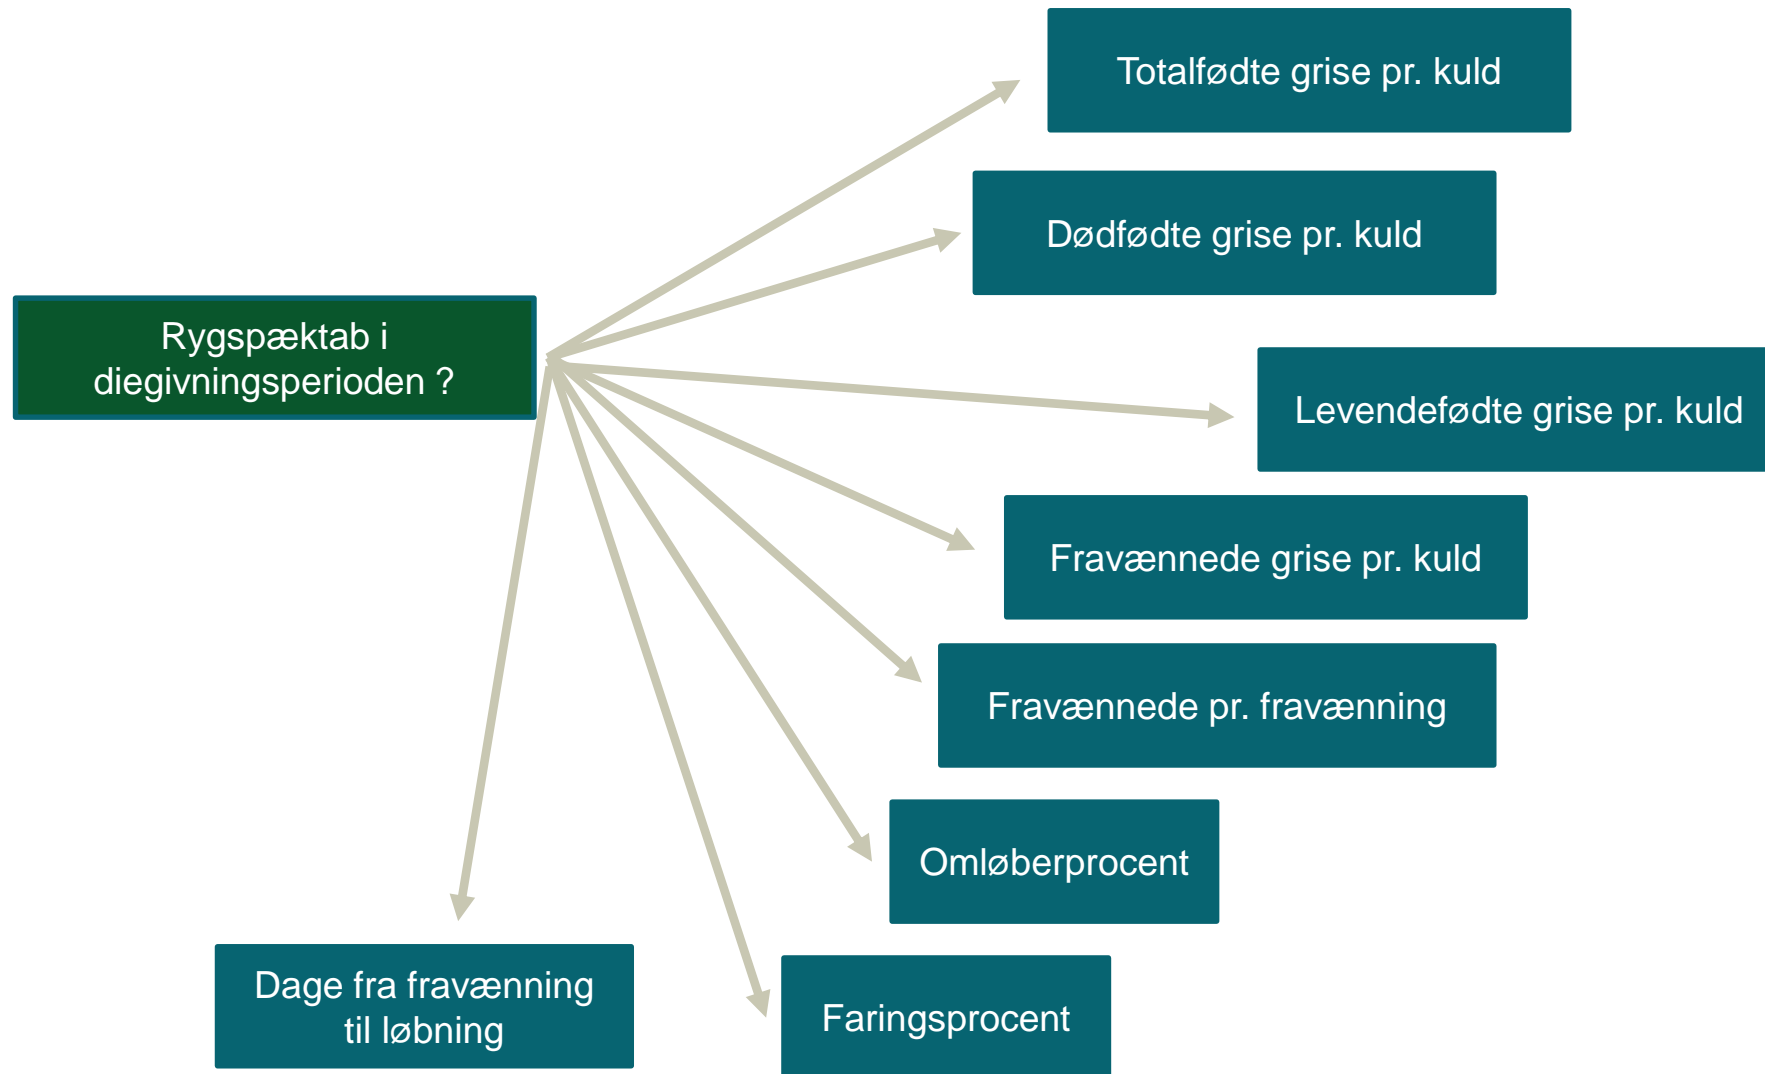 Totalfødte grise pr. kuld
Dødfødte grise pr. kuld
Rygspæktab i
diegivningsperioden ?
Levendefødte grise pr. kuld
Fravænnede grise pr. kuld
Fravænnede pr. fravænning
Omløberprocent
Dage fra fravænning
til løbning
Faringsprocent